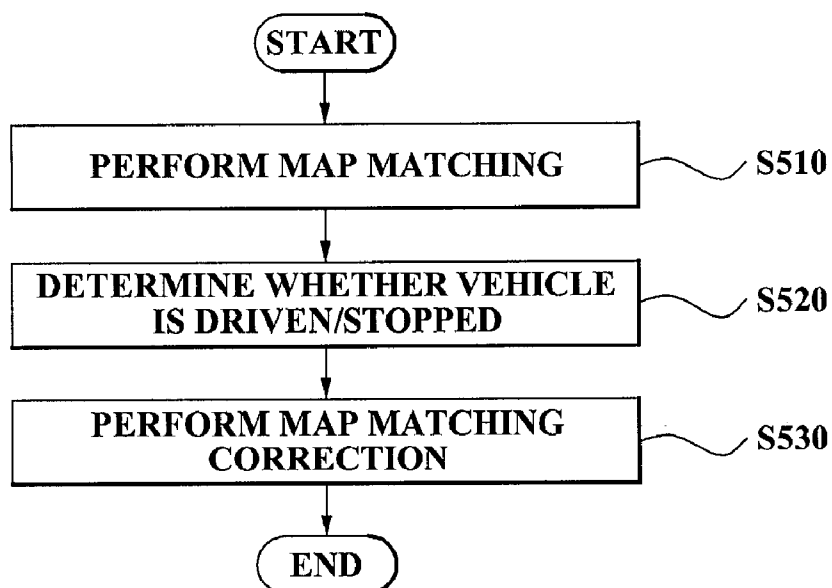 START
PERFORM MAP MATCHING
S510
DETERMINE WHETHER VEHICLE
IS DRIVEN/STOPPED
S520
PERFORM MAP MATCHING
CORRECTION
S530
END